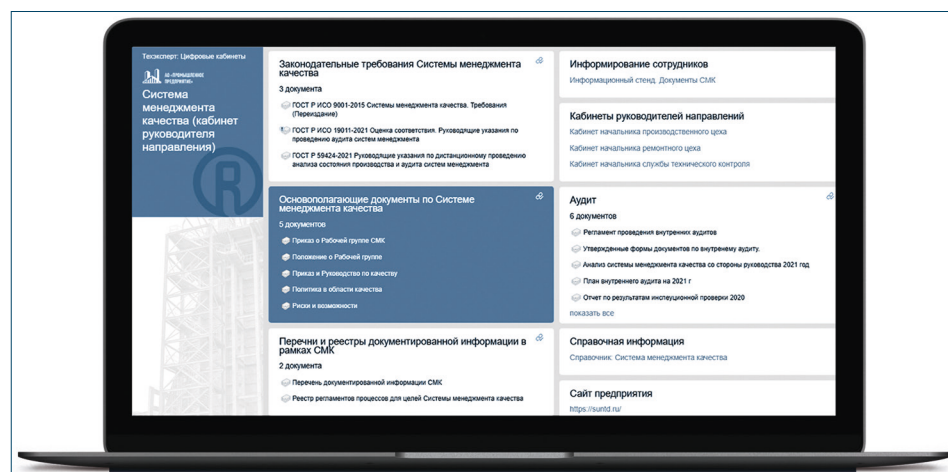 Техэксперт: Цифровые кабинеты
АО «ПРОМЫШЛЕННОЕ
ПРЕДПРИЯТИЕ»
Система
менеджмента
качества (кабинет
руководителя
направления)
®
Законодательные требования Системы менеджмента
качества
3 документа
ГОСТ Р ИСО 9001-2015 Системы менеджмента качества. Требования
(Переиздание)
ГОСТ Р ИСО 19011-2021 Оценка соответствия. Руководящие указания по
проведению аудита систем менеджмента
ГОСТ Р 59424-2021 Руководящие указания по дистанционному проведению
анализа состояния производства и аудита систем менеджмента
Основополагающие документы по Системе
менеджмента качества
5 документов
Приказ о Рабочей группе СМК
Положение о Рабочей группе
Приказ и Руководство по качеству
Политика в области качества
Риски и возможности
Перечни и реестры документированной информации в
рамках СМК
2 документа
Перечень документированной информации СМК
Реестр регламентов процессов для целей Системы менеджмента качества
Информирование сотрудников
Информационный стенд: Документы СМК
Кабинеты руководителей направлений
Кабинет начальника производственного цеха
Кабинет начальника ремонтного цеха
Кабинет начальника службы технического контроля
Аудит
6 документов
Регламент проведения внутренних аудитов
Утвержденные формы документов по внутренему аудиту.
Анализ системы менеджмента качества со стороны руководства 2021 год
План внутреннего аудита на 2021 г
Отчет по результатам инспеуционной проверки 2020
показать все
Справочная информация
Справочник: Система менеджмента качества
Сайт предприятия
https://suntd.ru/